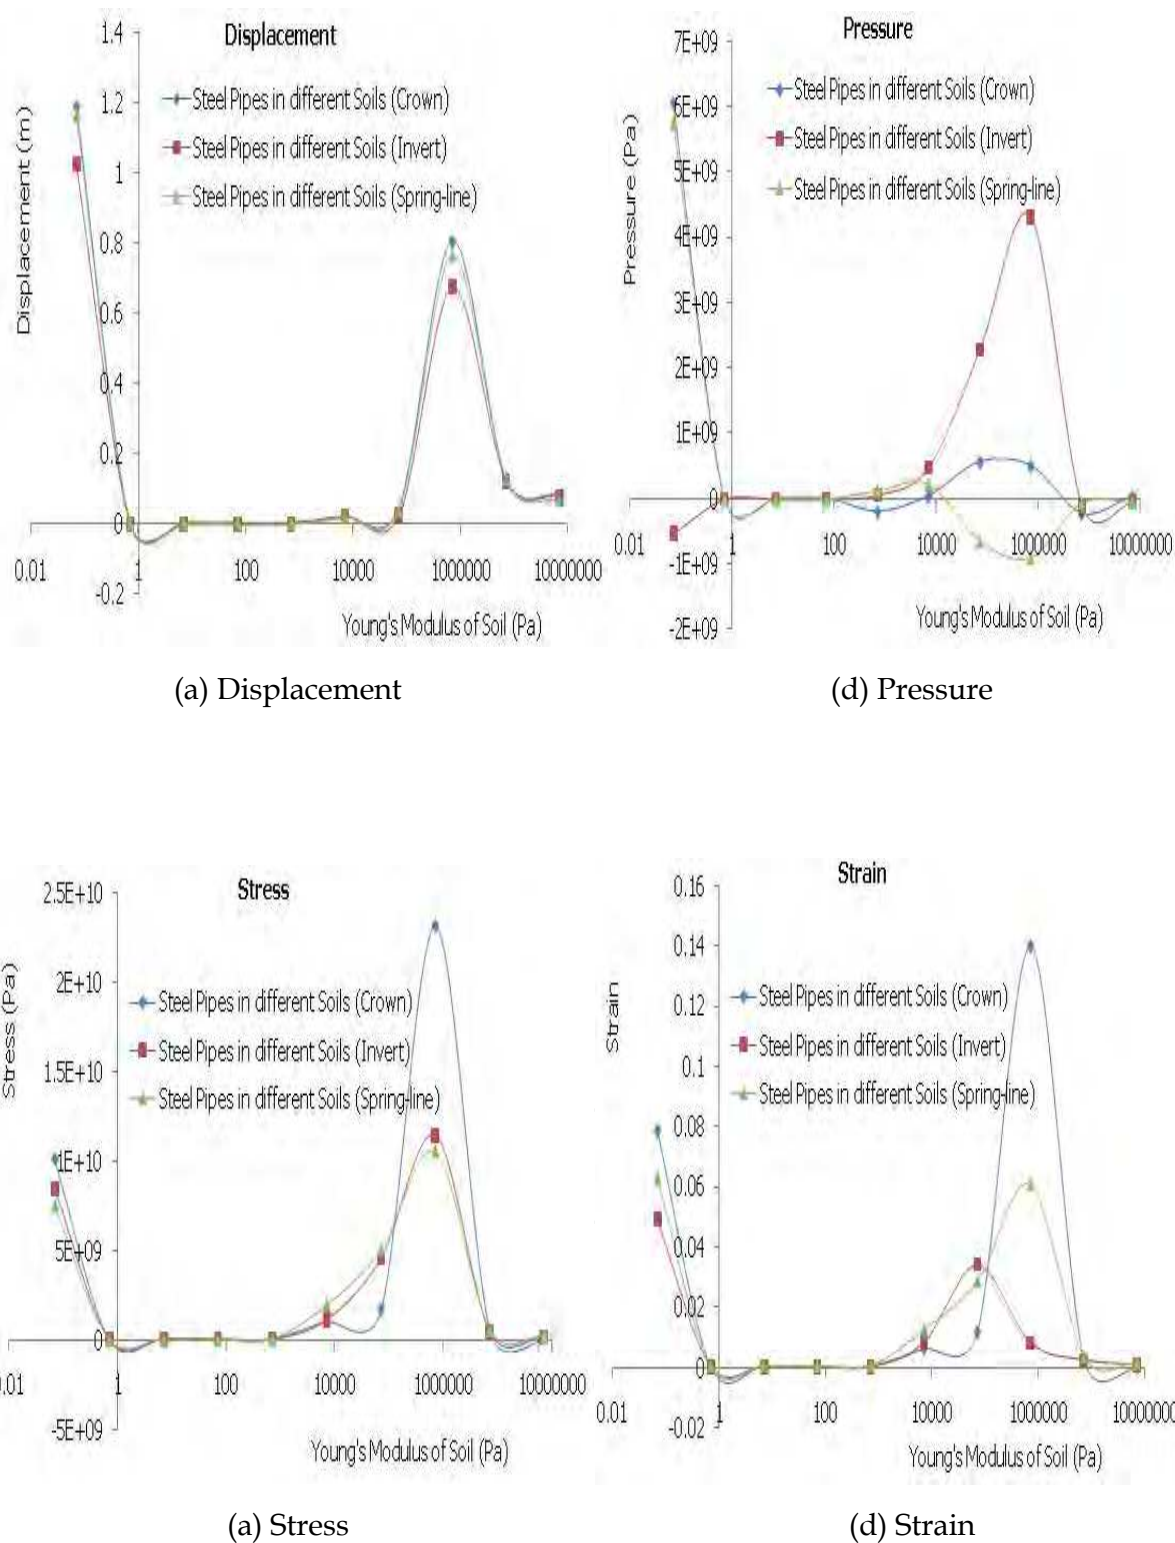 Displacement
1.4
1.2
1
0.8
0.6
0.4
0.2
0
-0.2
Displacement (m)
Steel Pipes in different Soils (Crown)
Steel Pipes in different Soils (Invert)
Steel Pipes in different Soils (Spring-line)
0.01 1 100 10000 1000000 10000000
Young's Modulus of Soil (Pa)
(a) Displacement
Pressure
7E+09
6E+09
5E+09
4E+09
3E+09
2E+09
1E+09
0
-1E+09
-2E+09
Pressure (Pa)
Steel Pipes in different Soils (Crown)
Steel Pipes in different Soils (Invert)
Steel Pipes in different Soils (Spring-line)
0.01 1 100 10000 1000000 10000000
Young's Modulus of Soil (Pa)
(d) Pressure
Stress
2.5E+10
2E+10
1.5E+10
1E+10
5E+09
0
-5E+09
Stress (Pa)
Steel Pipes in different Soils (Crown)
Steel Pipes in different Soils (Invert)
Steel Pipes in different Soils (Spring-line)
0.01 1 100 10000 1000000 10000000
Young's Modulus of Soil (Pa)
(a) Stress
Strain
0.16
0.14
0.12
0.1
0.08
0.06
0.04
0.02
0
-0.02
Strain
Steel Pipes in different Soils (Crown)
Steel Pipes in different Soils (Invert)
Steel Pipes in different Soils (Spring-line)
0.01 1 100 10000 1000000 10000000
Young's Modulus of Soil (Pa)
(d) Strain